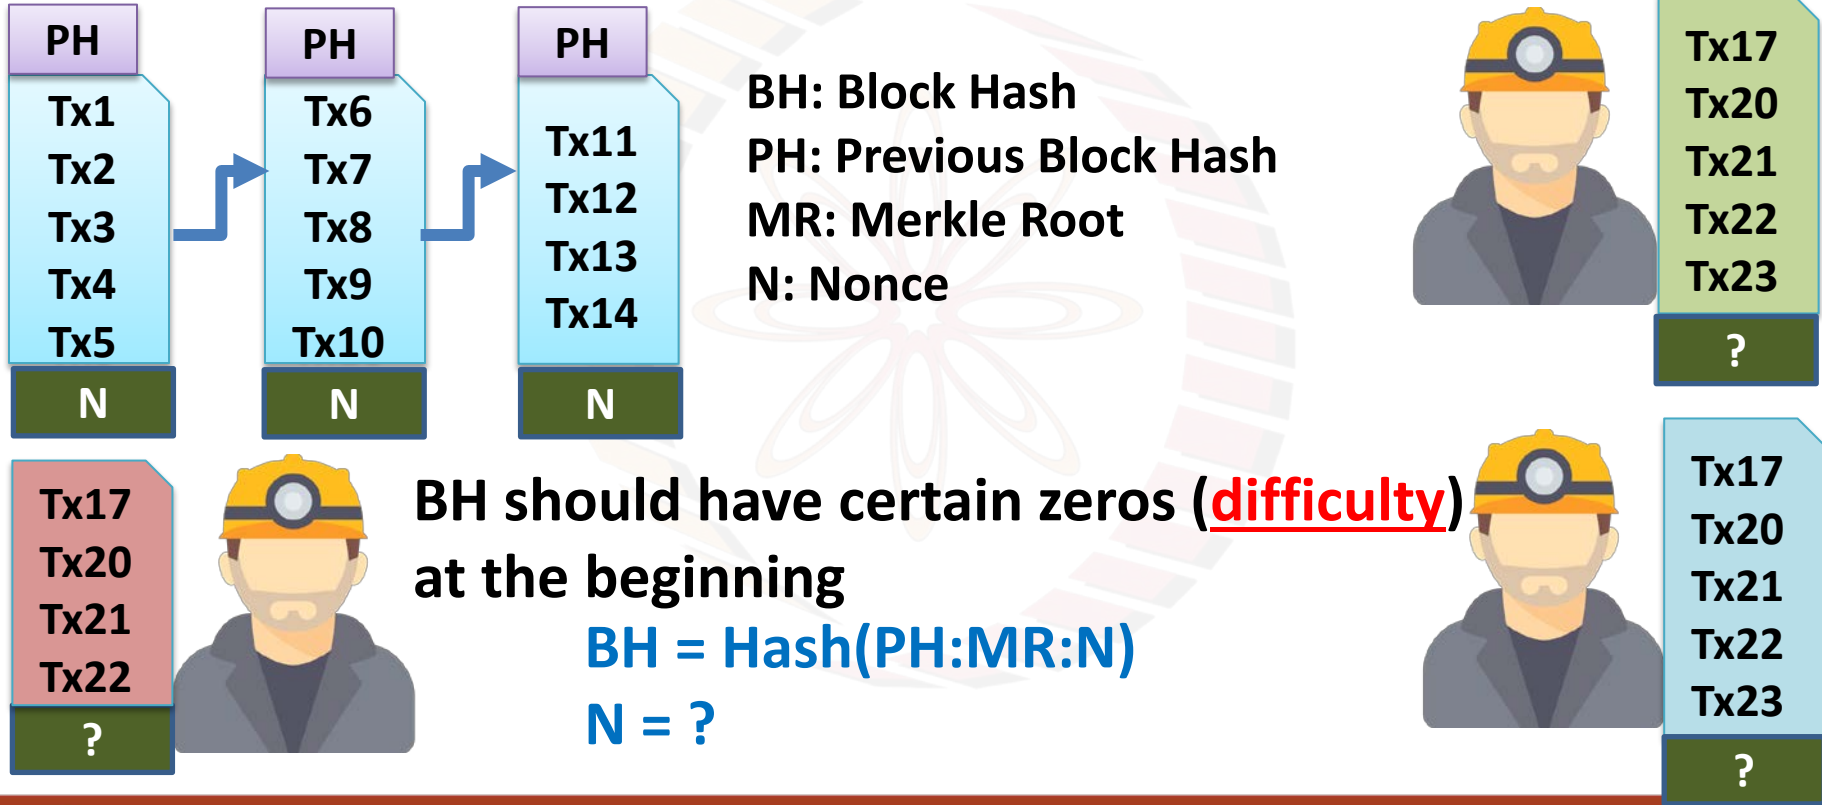 PH
Tx1
Tx2
Tx3
Tx4
Tx5
N
PH
Tx6
Tx7
Tx8
Tx9
Tx10
N
PH
Tx11
Tx12
Tx13
Tx14
N
BH: Block Hash
PH: Previous Block Hash
MR: Merkle Root
N: Nonce
Tx17
Tx20
Tx21
Tx22
Tx23
?
Tx17
Tx20
Tx21
Tx22
?
BH should have certain zeros (difficulty)
at the beginning
BH = Hash(PH:MR:N)
N = ?
Tx17
Tx20
Tx21
Tx22
Tx23
?